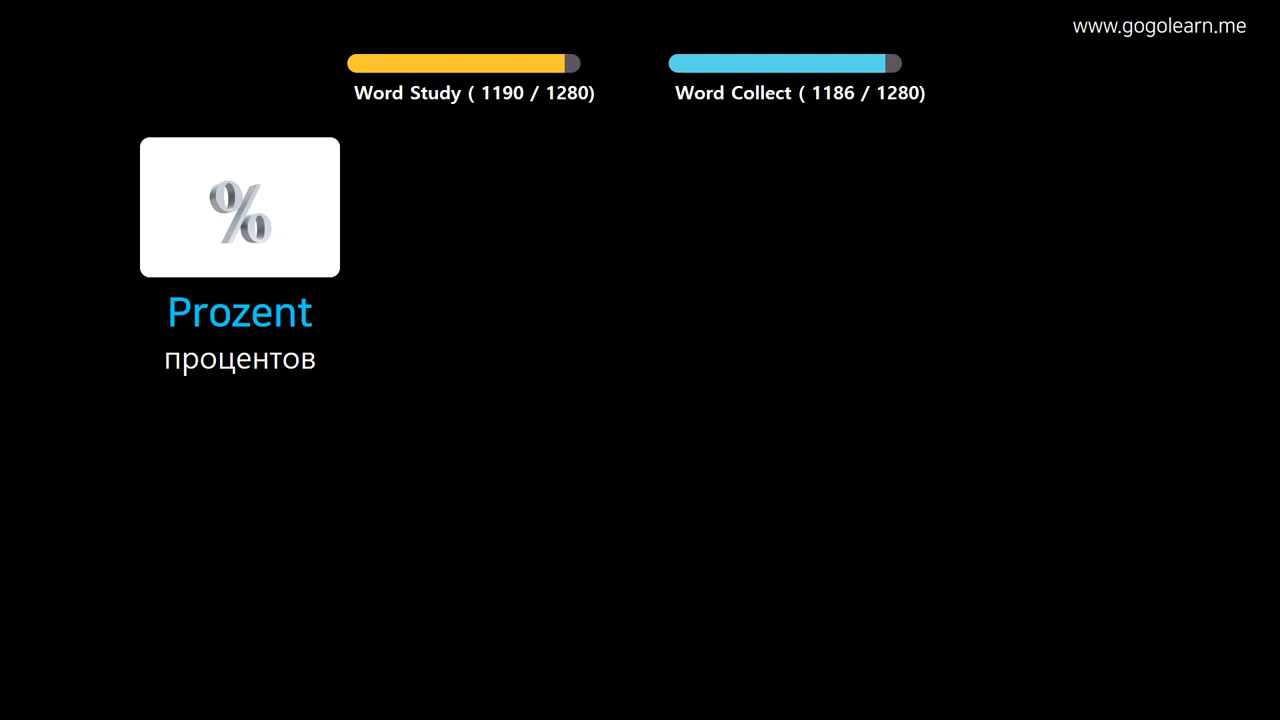 www.gogolearn.me
Word Study ( 1190 / 1280)
Word Collect ( 1186 / 1280)
%
Prozent
процентов